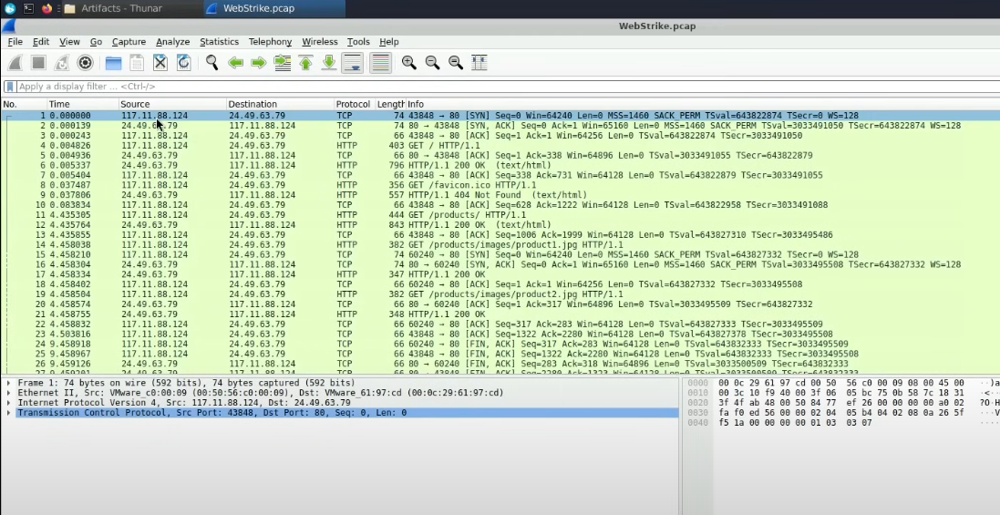 Artifacts - Thunar WebStrike.pcap
WebStrike.pcap
File Edit View Go Capture Analyze Statistics Telephony Wireless Tools Help
Apply a display filter ... <Ctrl-/>
No. Time Source Destination Protocol Length Info
1 0.000000 117.11.88.124 24.49.63.79 TCP 74 43848 → 80 [SYN] Seq=0 Win=64240 Len=0 MSS=1460 SACK_PERM TSval=643822874 TSecr=0 WS=128
2 0.000139 24.49.63.79 117.11.88.124 TCP 74 80 → 43848 [SYN, ACK] Seq=0 Ack=1 Win=65160 Len=0 MSS=1460 SACK_PERM TSval=3033491050 TSecr=643822874 WS=128
3 0.000243 117.11.88.124 24.49.63.79 TCP 66 43848 → 80 [ACK] Seq=1 Ack=1 Win=64256 Len=0 TSval=643822874 TSecr=3033491050
4 0.004826 117.11.88.124 24.49.63.79 HTTP 403 GET / HTTP/1.1
5 0.004936 24.49.63.79 117.11.88.124 TCP 66 80 → 43848 [ACK] Seq=1 Ack=338 Win=64896 Len=0 TSval=3033491055 TSecr=643822879
6 0.005337 24.49.63.79 117.11.88.124 HTTP 796 HTTP/1.1 200 OK (text/html)
7 0.005404 117.11.88.124 24.49.63.79 TCP 66 43848 → 80 [ACK] Seq=338 Ack=731 Win=64128 Len=0 TSval=643822879 TSecr=3033491055
8 0.037487 117.11.88.124 24.49.63.79 HTTP 356 GET /favicon.ico HTTP/1.1
9 0.037806 24.49.63.79 117.11.88.124 HTTP 557 HTTP/1.1 404 Not Found (text/html)
10 0.083834 117.11.88.124 24.49.63.79 TCP 66 43848 → 80 [ACK] Seq=628 Ack=1222 Win=64128 Len=0 TSval=643822958 TSecr=3033491088
11 4.435305 117.11.88.124 24.49.63.79 HTTP 444 GET /products/ HTTP/1.1
12 4.435764 24.49.63.79 117.11.88.124 HTTP 843 HTTP/1.1 200 OK (text/html)
13 4.435855 117.11.88.124 24.49.63.79 TCP 66 43848 → 80 [ACK] Seq=1006 Ack=1999 Win=64128 Len=0 TSval=643827310 TSecr=3033495486
14 4.458038 117.11.88.124 24.49.63.79 HTTP 382 GET /products/images/product1.jpg HTTP/1.1
15 4.458210 117.11.88.124 24.49.63.79 TCP 74 60240 → 80 [SYN] Seq=0 Win=64240 Len=0 MSS=1460 SACK_PERM TSval=643827332 TSecr=0 WS=128
16 4.458304 24.49.63.79 117.11.88.124 TCP 74 80 → 60240 [SYN, ACK] Seq=0 Ack=1 Win=65160 Len=0 MSS=1460 SACK_PERM TSval=3033495508 TSecr=643827332 WS=128
17 4.458334 24.49.63.79 117.11.88.124 HTTP 347 HTTP/1.1 200 OK
18 4.458402 117.11.88.124 24.49.63.79 TCP 66 60240 → 80 [ACK] Seq=1 Ack=1 Win=64256 Len=0 TSval=643827332 TSecr=3033495508
19 4.458504 117.11.88.124 24.49.63.79 HTTP 382 GET /products/images/product2.jpg HTTP/1.1
20 4.458574 24.49.63.79 117.11.88.124 TCP 66 80 → 60240 [ACK] Seq=1 Ack=317 Win=64896 Len=0 TSval=3033495509 TSecr=643827332
21 4.458755 24.49.63.79 117.11.88.124 HTTP 348 HTTP/1.1 200 OK
22 4.458832 117.11.88.124 24.49.63.79 TCP 66 60240 → 80 [ACK] Seq=317 Ack=283 Win=64128 Len=0 TSval=643827333 TSecr=3033495509
23 4.503816 117.11.88.124 24.49.63.79 TCP 66 43848 → 80 [ACK] Seq=1322 Ack=2280 Win=64128 Len=0 TSval=643827378 TSecr=3033495508
24 9.458918 117.11.88.124 24.49.63.79 TCP 66 60240 → 80 [FIN, ACK] Seq=317 Ack=283 Win=64128 Len=0 TSval=643832333 TSecr=3033495509
25 9.458967 117.11.88.124 24.49.63.79 TCP 66 43848 → 80 [FIN, ACK] Seq=1322 Ack=2280 Win=64128 Len=0 TSval=643832333 TSecr=3033495508
26 9.459126 24.49.63.79 117.11.88.124 TCP 66 80 → 60240 [FIN, ACK] Seq=283 Ack=318 Win=64896 Len=0 TSval=3033500509 TSecr=643832333
Frame 1: 74 bytes on wire (592 bits), 74 bytes captured (592 bits)
Ethernet II, Src: VMware_c0:00:09 (00:50:56:c0:00:09), Dst: VMware_61:97:cd (00:0c:29:61:97:cd)
Internet Protocol Version 4, Src: 117.11.88.124, Dst: 24.49.63.79
Transmission Control Protocol, Src Port: 43848, Dst Port: 80, Seq: 0, Len: 0
0000 00 0c 29 61 97 cd 00 50 56 c0 00 09 08 00 45 00 ··)a
0010 00 3c 10 f9 40 00 3f 06 05 bc 75 0b 58 7c 18 31 ·<··
0020 3f 4f ab 48 00 50 84 77 ef 26 00 00 00 00 a0 02 ?O·H
0030 fa f0 ed 56 00 00 02 04 05 b4 04 02 08 0a 26 5f ···V
0040 f5 1a 00 00 00 00 01 03 03 07 ····